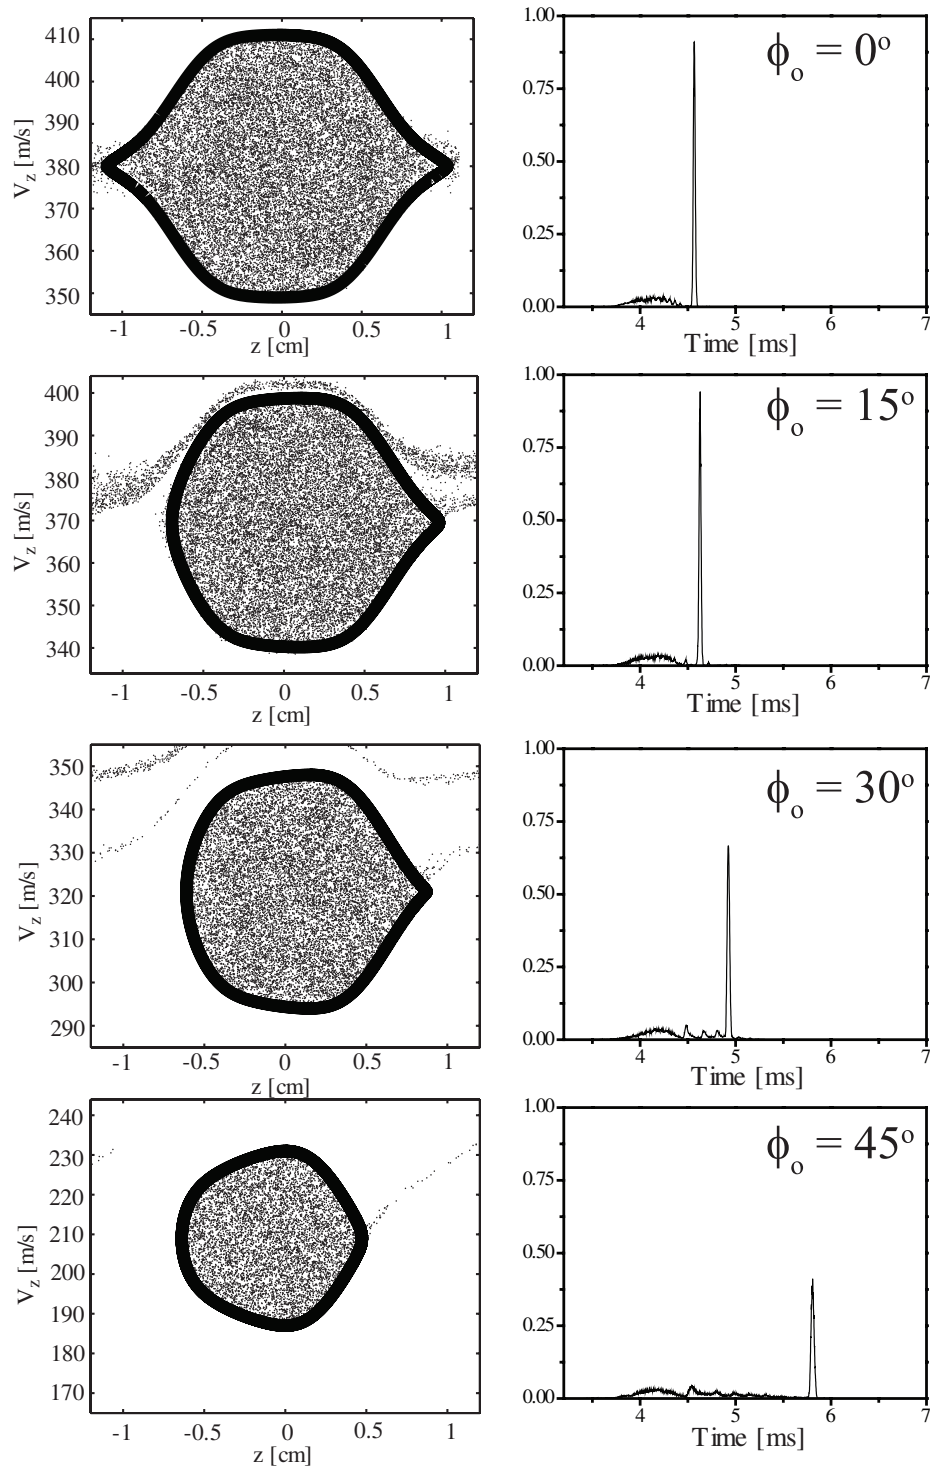 410
400
390
380
370
360
350
V_z [m/s]
-1 -0.5 0 0.5 1
z [cm]
1.00
0.75
0.50
0.25
0.00
ϕ_o = 0°
4 5 6 7
Time [ms]
400
390
380
370
360
350
340
V_z [m/s]
-1 -0.5 0 0.5 1
z [cm]
1.00
0.75
0.50
0.25
0.00
ϕ_o = 15°
4 5 6 7
Time [ms]
350
340
330
320
310
300
290
V_z [m/s]
-1 -0.5 0 0.5 1
z [cm]
1.00
0.75
0.50
0.25
0.00
ϕ_o = 30°
4 5 6 7
Time [ms]
240
230
220
210
200
190
180
170
V_z [m/s]
-1 -0.5 0 0.5 1
z [cm]
1.00
0.75
0.50
0.25
0.00
ϕ_o = 45°
4 5 6 7
Time [ms]